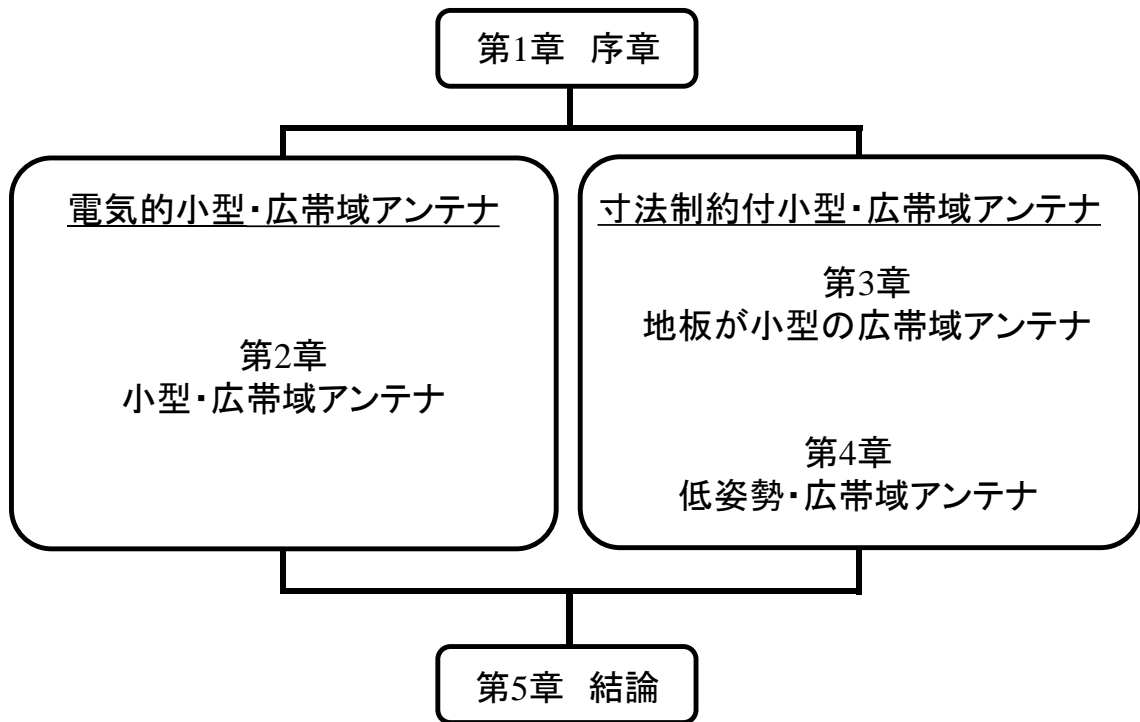 第1章 序章
電気的小型・広帯域アンテナ
第2章
小型・広帯域アンテナ
寸法制約付小型・広帯域アンテナ
第3章
地板が小型の広帯域アンテナ
第4章
低姿勢・広帯域アンテナ
第5章 結論